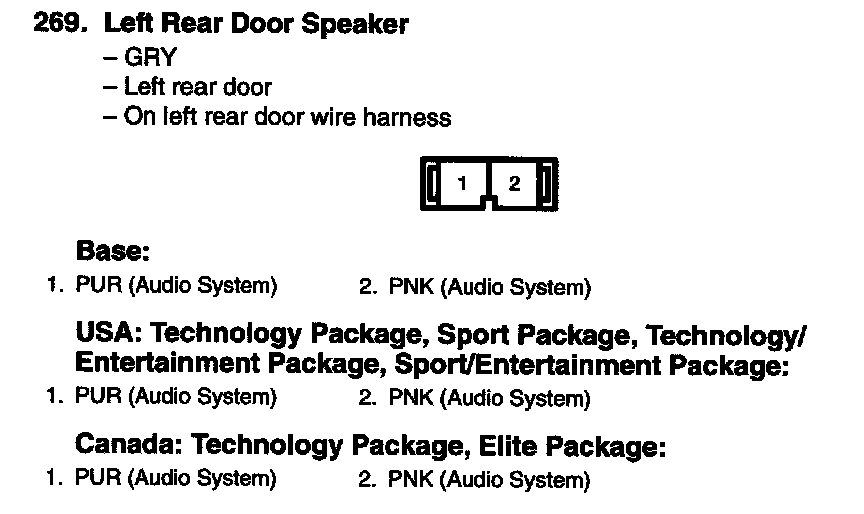 269. Left Rear Door Speaker
– GRY
– Left rear door
– On left rear door wire harness
1 2
Base:
1. PUR (Audio System) 2. PNK (Audio System)
USA: Technology Package, Sport Package, Technology/
Entertainment Package, Sport/Entertainment Package:
1. PUR (Audio System) 2. PNK (Audio System)
Canada: Technology Package, Elite Package:
1. PUR (Audio System) 2. PNK (Audio System)